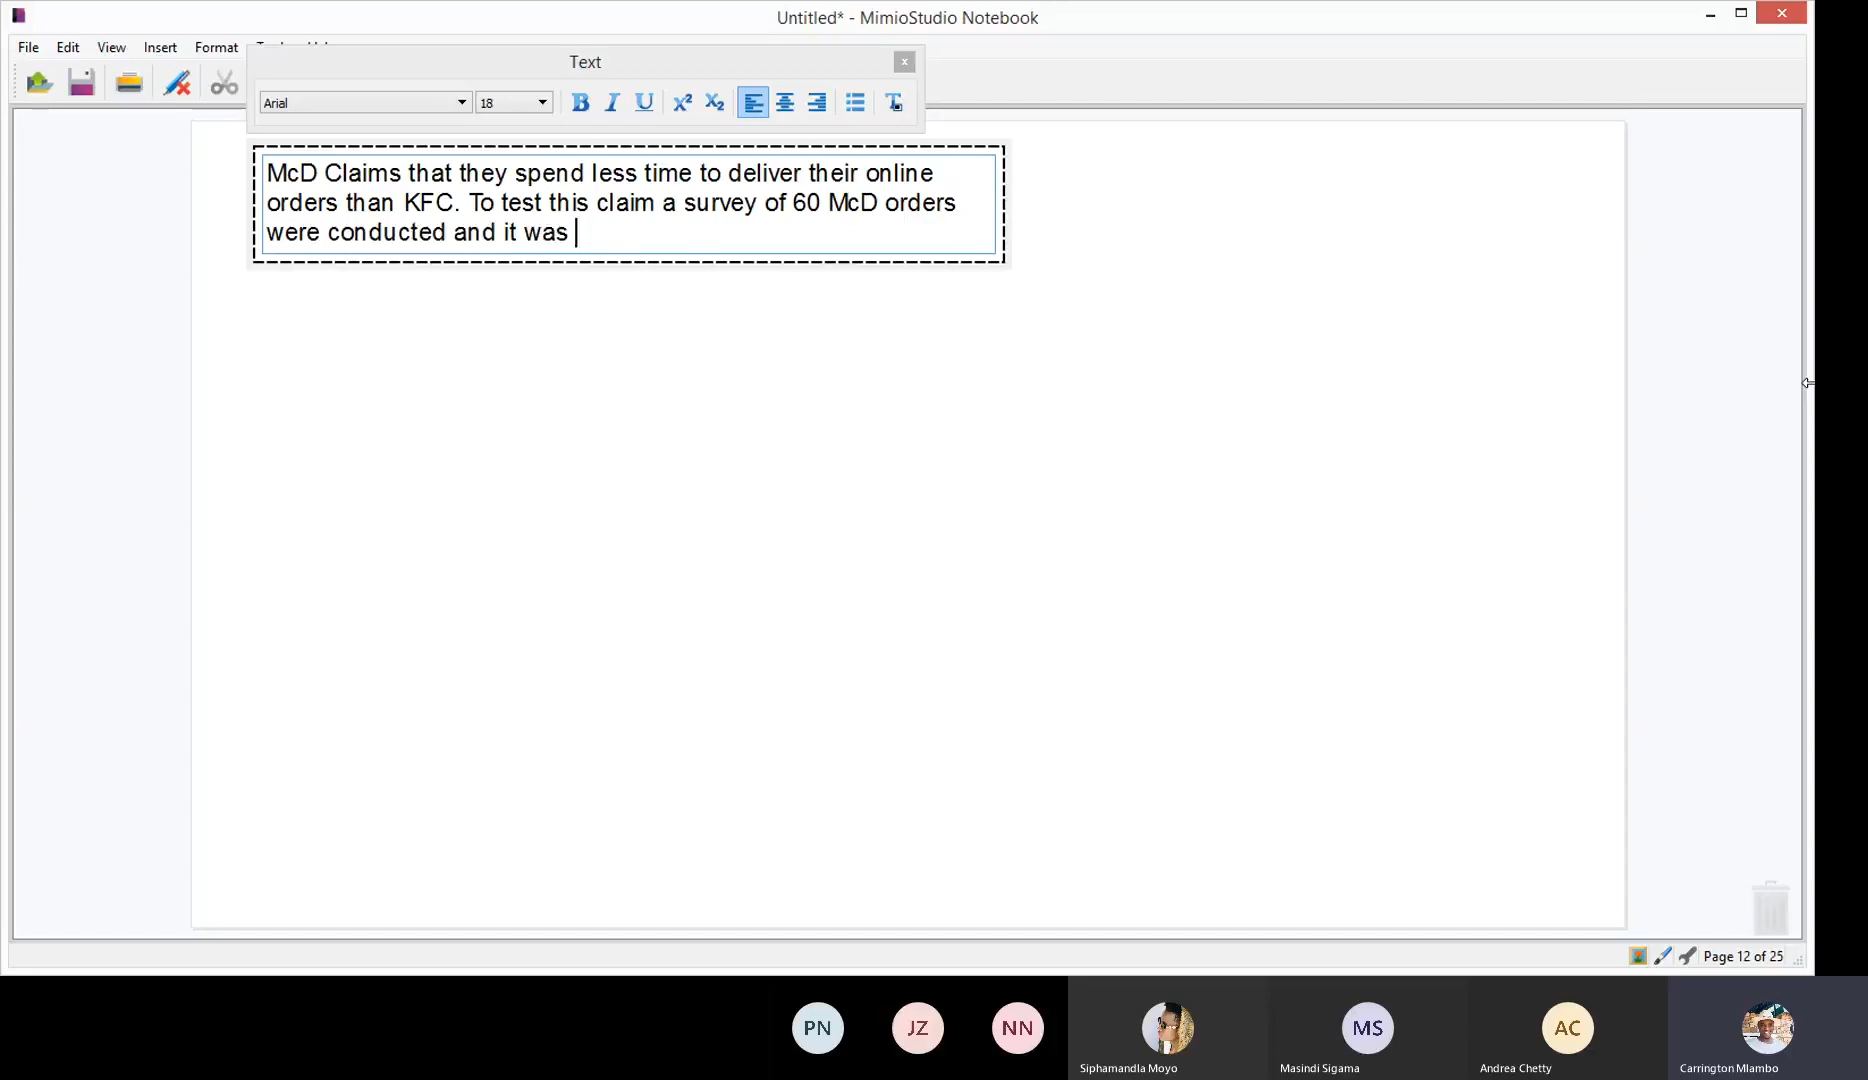 Untitled* - MimioStudio Notebook
File Edit View Insert Format
Text
Arial 18 B I U X² X₂
McD Claims that they spend less time to deliver their online
orders than KFC. To test this claim a survey of 60 McD orders
were conducted and it was
Page 12 of 25
PN JZ NN MS AC
Siphamandla Moyo Masindi Sigama Andrea Chetty Carrington Mlambo